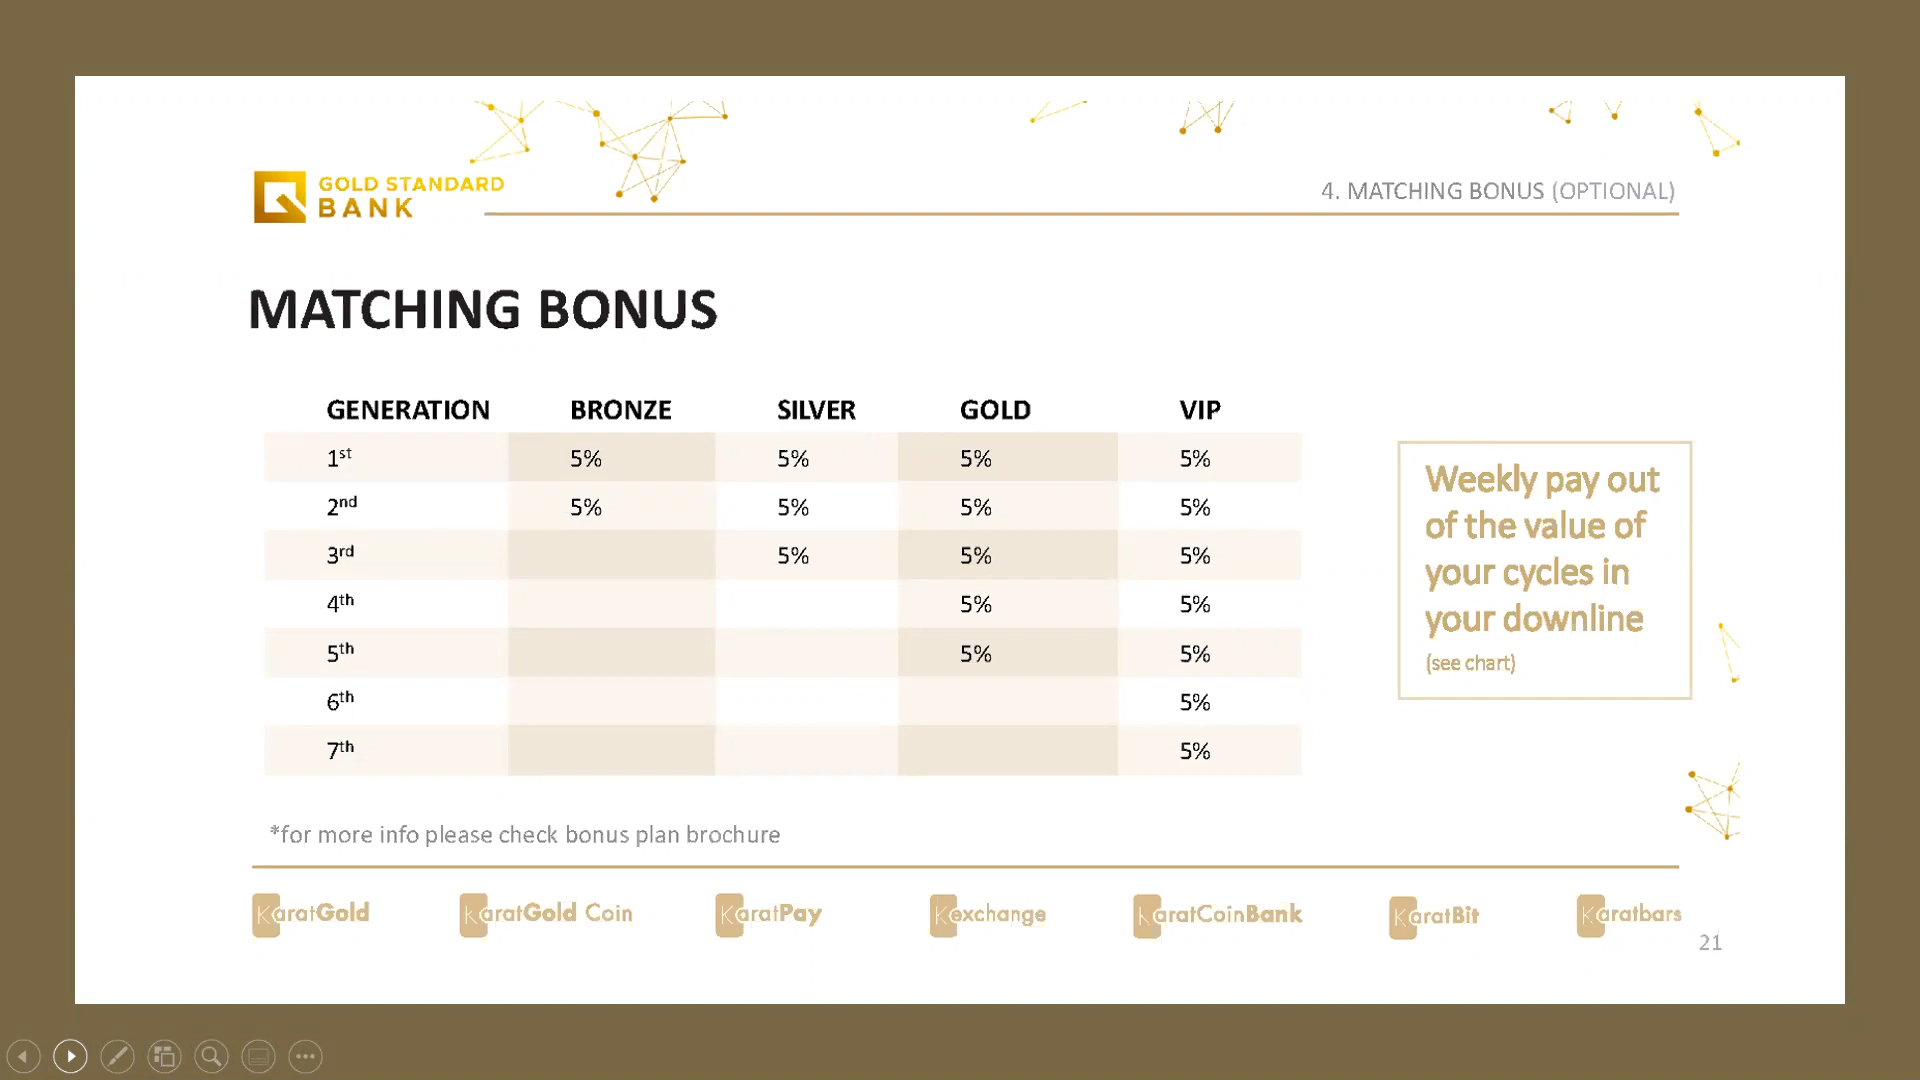 GOLD STANDARD
BANK
4. MATCHING BONUS (OPTIONAL)
MATCHING BONUS
GENERATION BRONZE SILVER GOLD VIP
1st 5% 5% 5% 5%
2nd 5% 5% 5% 5%
3rd 5% 5% 5%
4th 5% 5%
5th 5% 5%
6th 5%
7th 5%
Weekly pay out
of the value of
your cycles in
your downline
(see chart)
*for more info please check bonus plan brochure
KaratGold KaratGold Coin KaratPay Kexchange KaratCoinBank KaratBit Karatbars
21